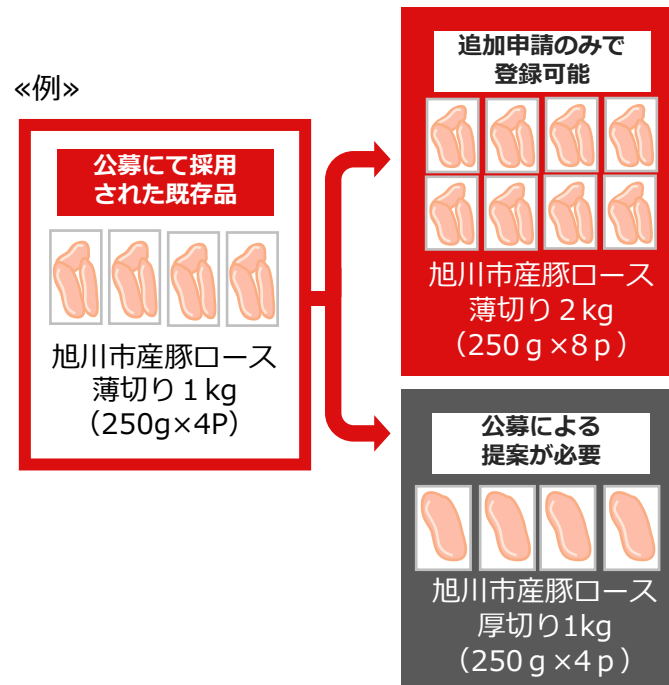 «例»
公募にて採用
された既存品
旭川市産豚ロース
薄切り１kg
（250g×4P）
追加申請のみで
登録可能
旭川市産豚ロース
薄切り２kg
（250ｇ×8ｐ）
公募による
提案が必要
旭川市産豚ロース
厚切り1kg
（250ｇ×4ｐ）